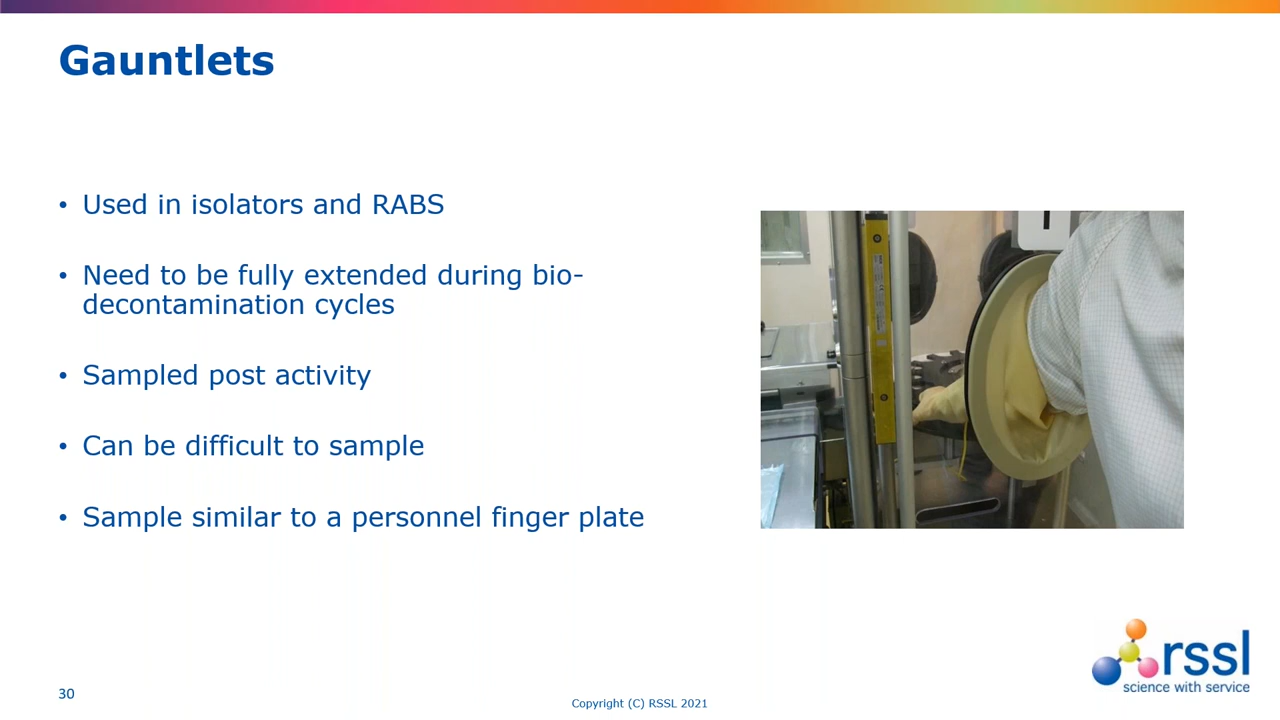 Gauntlets
• Used in isolators and RABS
• Need to be fully extended during bio-
decontamination cycles
• Sampled post activity
• Can be difficult to sample
• Sample similar to a personnel finger plate
rssl
science with service
30
Copyright (C) RSSL 2021